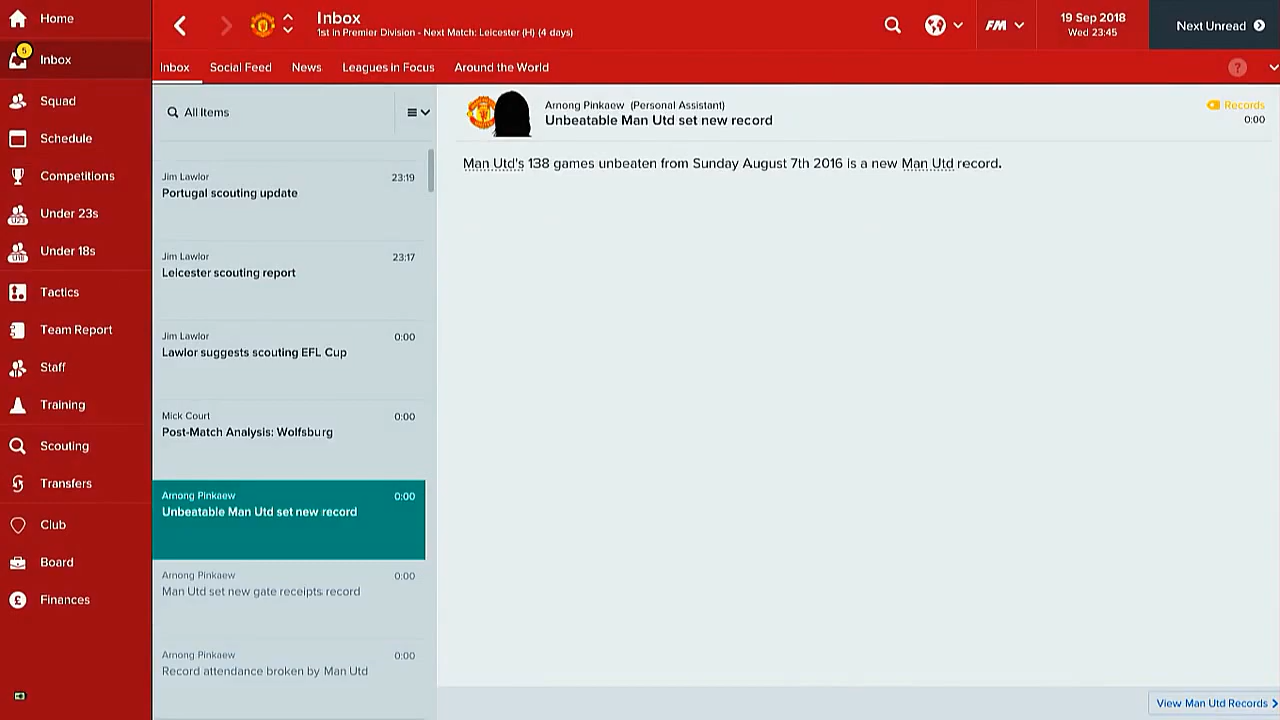 Home
5
Inbox
Squad
Schedule
Competitions
Under 23s
Under 18s
Tactics
Team Report
Staff
Training
Scouting
Transfers
Club
Board
Finances
Inbox
1st in Premier Division - Next Match: Leicester (H) (4 days)
FM
19 Sep 2018
Wed 23:45
Next Unread
Inbox Social Feed News Leagues in Focus Around the World
?
All Items
Jim Lawlor 23:19
Portugal scouting update
Jim Lawlor 23:17
Leicester scouting report
Jim Lawlor 0:00
Lawlor suggests scouting EFL Cup
Mick Court 0:00
Post-Match Analysis: Wolfsburg
Arnong Pinkaew 0:00
Unbeatable Man Utd set new record
Arnong Pinkaew 0:00
Man Utd set new gate receipts record
Arnong Pinkaew 0:00
Record attendance broken by Man Utd
Arnong Pinkaew (Personal Assistant)
Unbeatable Man Utd set new record
Records
0:00
Man Utd's 138 games unbeaten from Sunday August 7th 2016 is a new Man Utd record.
View Man Utd Records